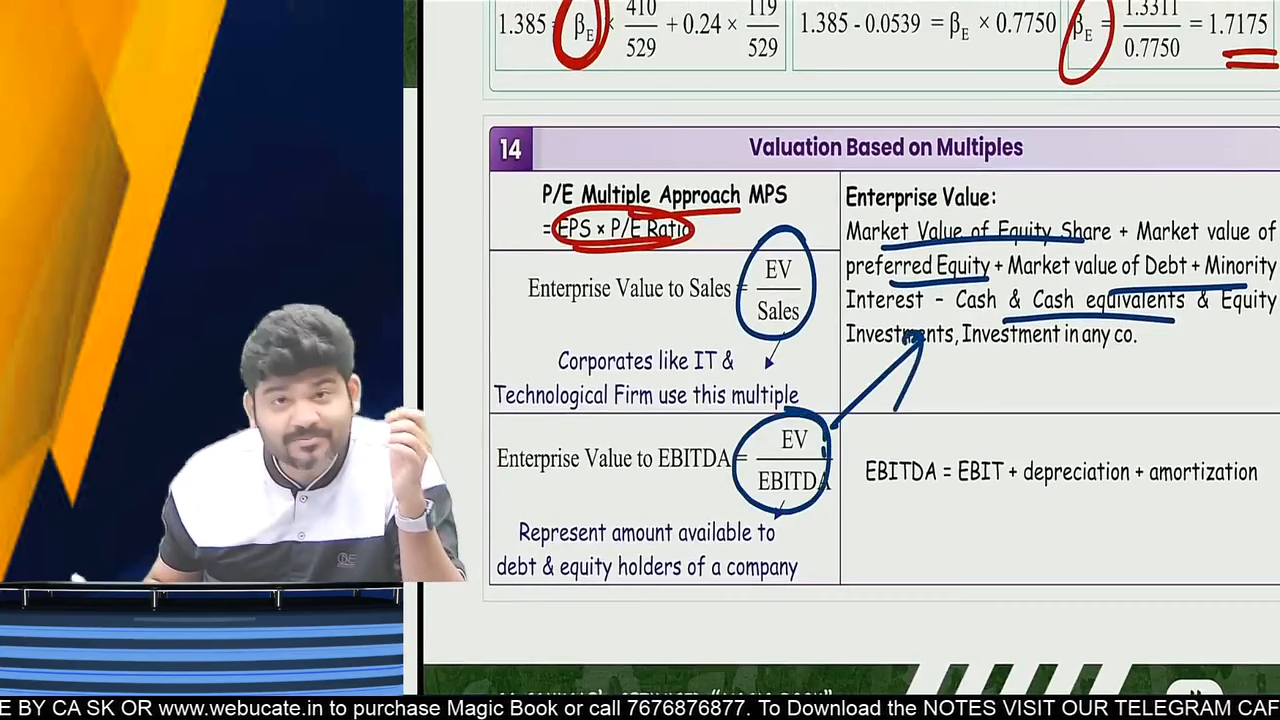 1.385 = β_E × 410/529 + 0.24 × 119/529
1.385 - 0.0539 = β_E × 0.7750
β_E = 1.3311/0.7750 = 1.7175
14
Valuation Based on Multiples
P/E Multiple Approach MPS
= EPS × P/E Ratio
Enterprise Value:
Market Value of Equity Share + Market value of
preferred Equity + Market value of Debt + Minority
Interest – Cash & Cash equivalents & Equity
Investments, Investment in any co.
Enterprise Value to Sales = EV/Sales
Corporates like IT &
Technological Firm use this multiple
Enterprise Value to EBITDA = EV/EBITDA
Represent amount available to
debt & equity holders of a company
EBITDA = EBIT + depreciation + amortization
E BY CA SK OR www.webucate.in to purchase Magic Book or call 7676876877. To Download the NOTES VISIT OUR TELEGRAM CAF